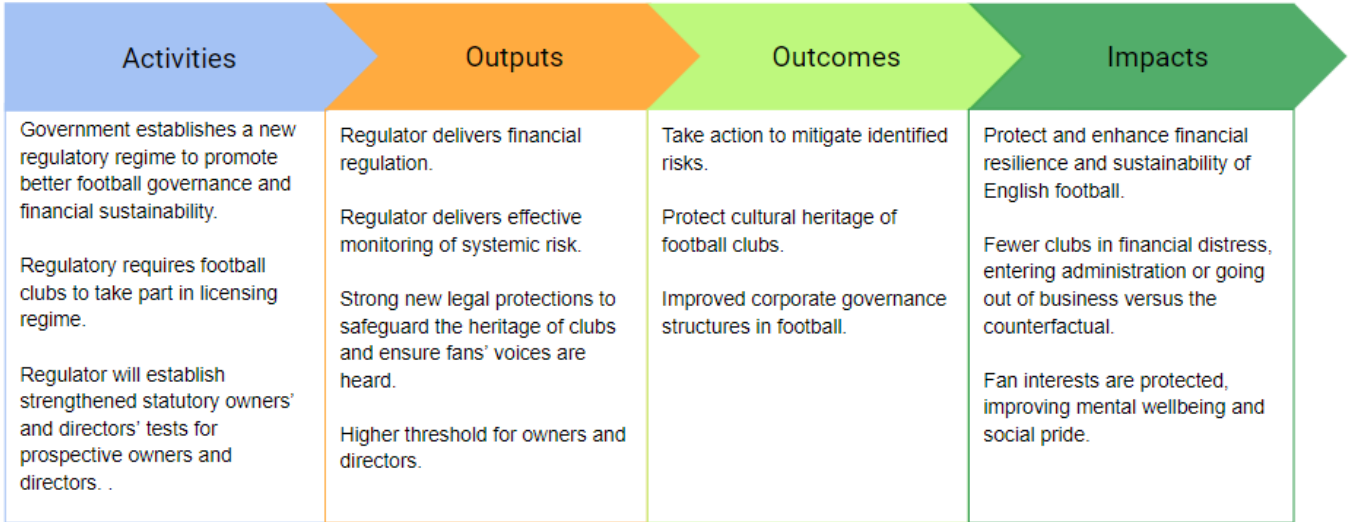 Activities
Outputs
Outcomes
Impacts
Government establishes a new
regulatory regime to promote
better football governance and
financial sustainability.
Regulatory requires football
clubs to take part in licensing
regime.
Regulator will establish
strengthened statutory owners'
and directors' tests for
prospective owners and
directors. .
Regulator delivers financial
regulation.
Regulator delivers effective
monitoring of systemic risk.
Strong new legal protections to
safeguard the heritage of clubs
and ensure fans' voices are
heard.
Higher threshold for owners and
directors.
Take action to mitigate identified
risks.
Protect cultural heritage of
football clubs.
Improved corporate governance
structures in football.
Protect and enhance financial
resilience and sustainability of
English football.
Fewer clubs in financial distress,
entering administration or going
out of business versus the
counterfactual.
Fan interests are protected,
improving mental wellbeing and
social pride.